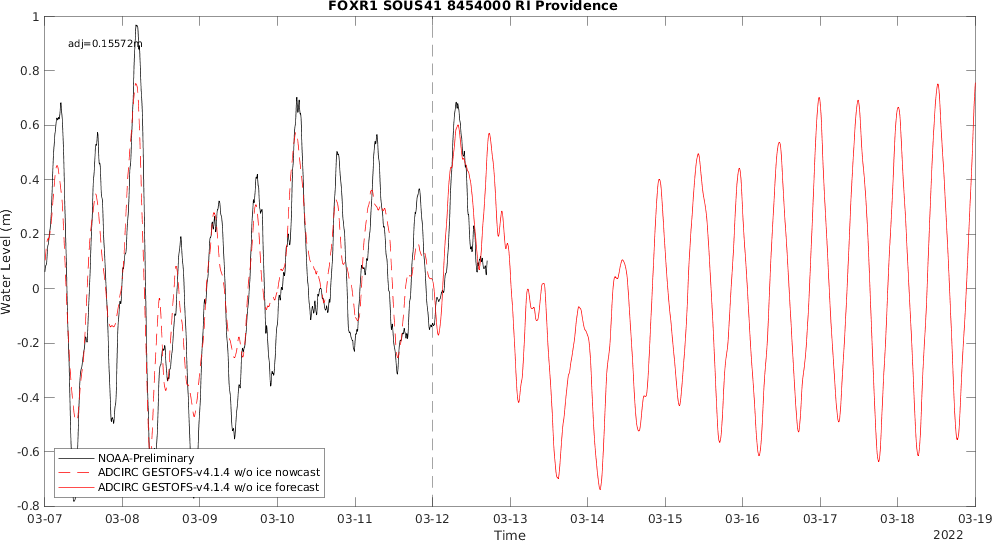 FOXR1 SOUS41 8454000 RI Providence
adj=0.15572m
Water Level (m)
1
0.8
0.6
0.4
0.2
0
-0.2
-0.4
-0.6
-0.8
NOAA-Preliminary
ADCIRC GESTOFS-v4.1.4 w/o ice nowcast
ADCIRC GESTOFS-v4.1.4 w/o ice forecast
03-07 03-08 03-09 03-10 03-11 03-12 03-13 03-14 03-15 03-16 03-17 03-18 03-19
Time
2022